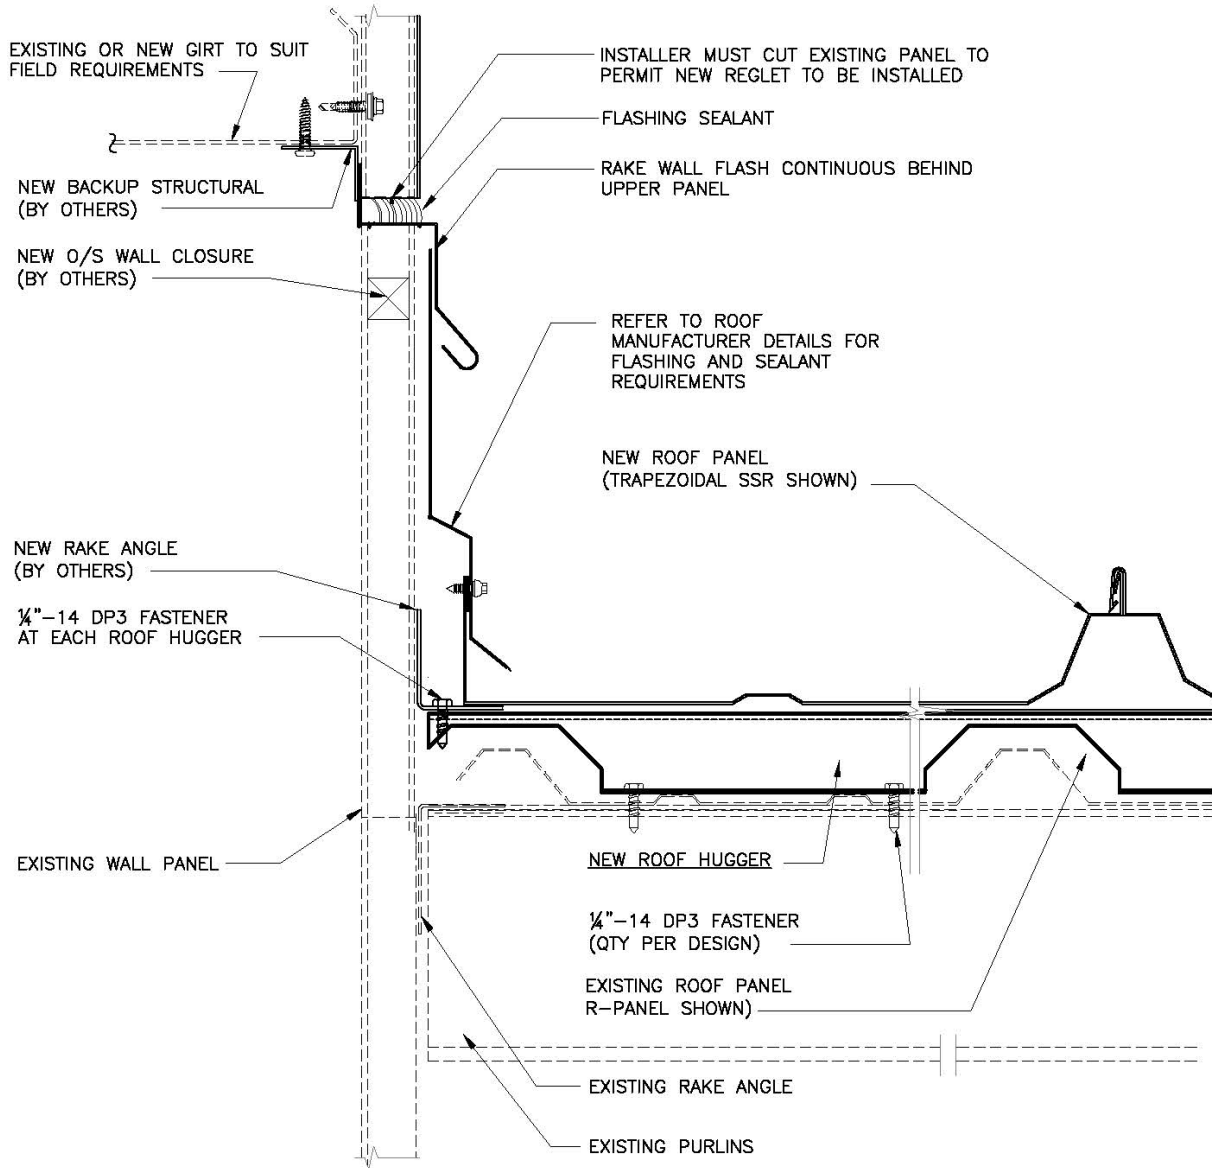 EXISTING OR NEW GIRT TO SUIT
FIELD REQUIREMENTS
INSTALLER MUST CUT EXISTING PANEL TO
PERMIT NEW REGLET TO BE INSTALLED
FLASHING SEALANT
RAKE WALL FLASH CONTINUOUS BEHIND
UPPER PANEL
NEW BACKUP STRUCTURAL
(BY OTHERS)
NEW O/S WALL CLOSURE
(BY OTHERS)
REFER TO ROOF
MANUFACTURER DETAILS FOR
FLASHING AND SEALANT
REQUIREMENTS
NEW ROOF PANEL
(TRAPEZOIDAL SSR SHOWN)
NEW RAKE ANGLE
(BY OTHERS)
¼"-14 DP3 FASTENER
AT EACH ROOF HUGGER
EXISTING WALL PANEL
NEW ROOF HUGGER
¼"-14 DP3 FASTENER
(QTY PER DESIGN)
EXISTING ROOF PANEL
R-PANEL SHOWN)
EXISTING RAKE ANGLE
EXISTING PURLINS